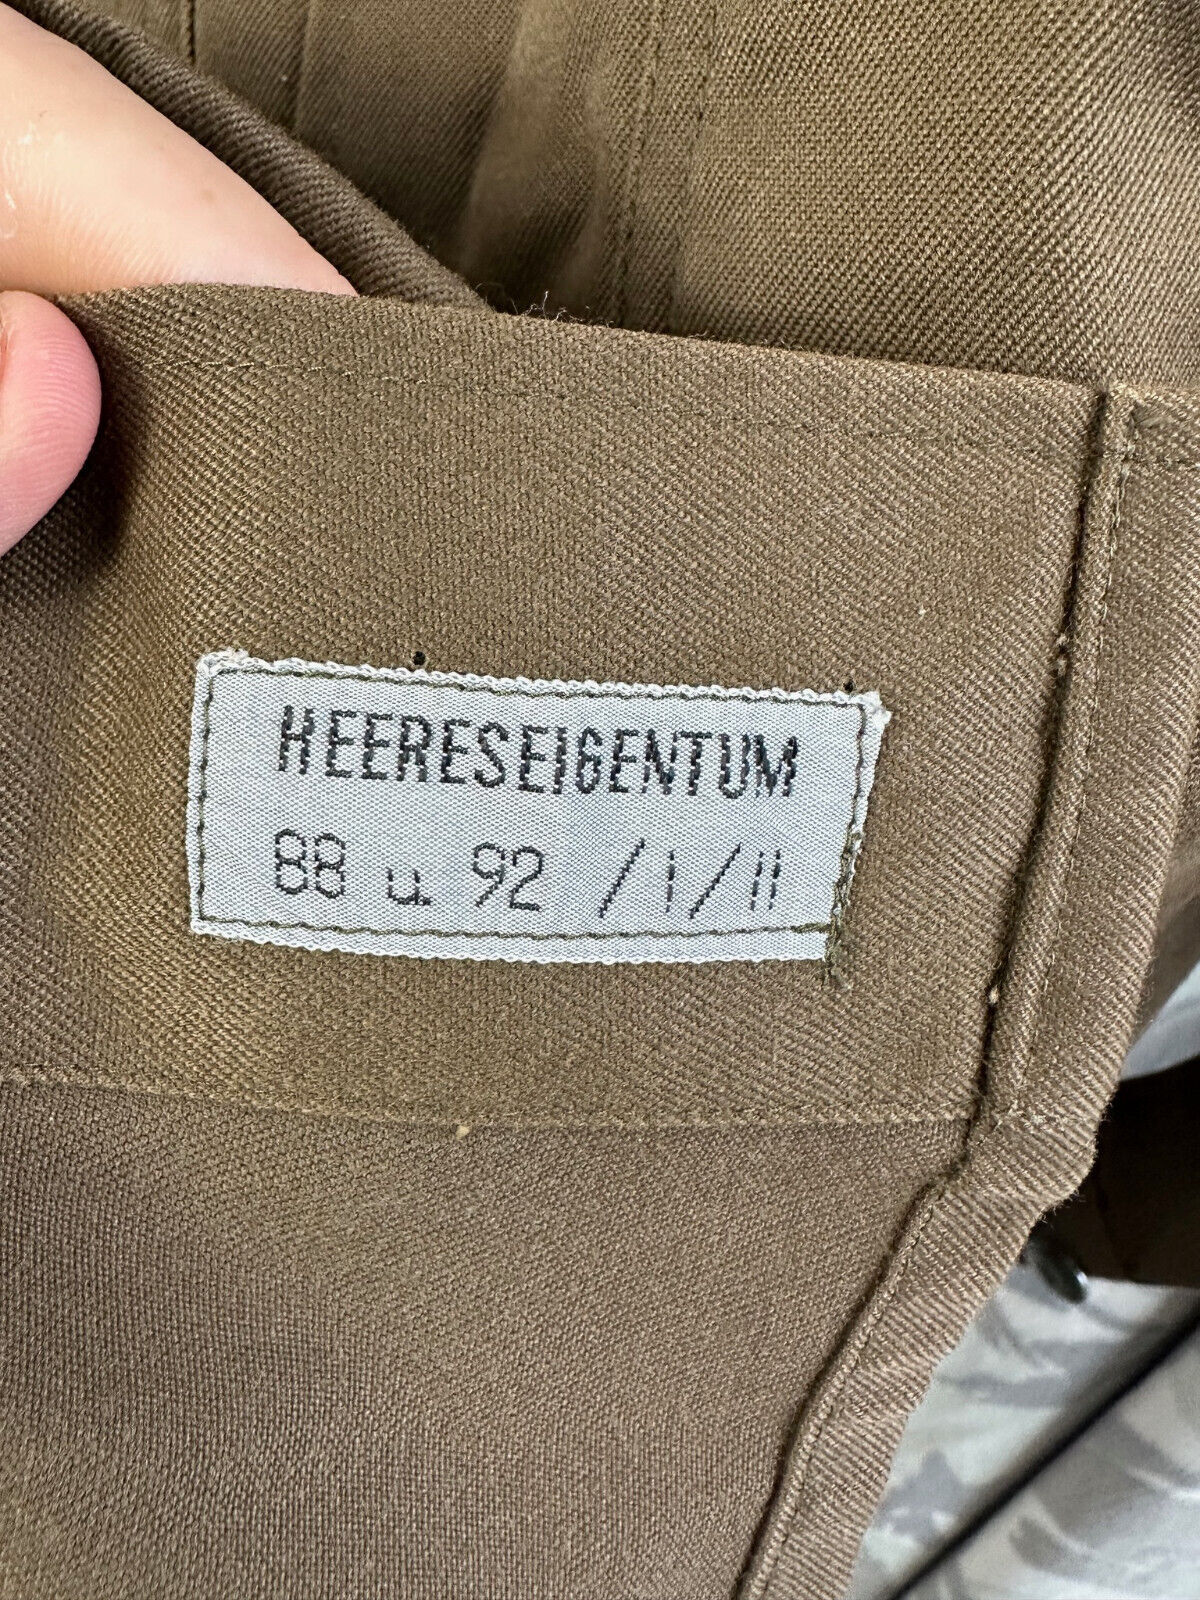 HEERESEIGENTUM
88 u. 92 /I/II